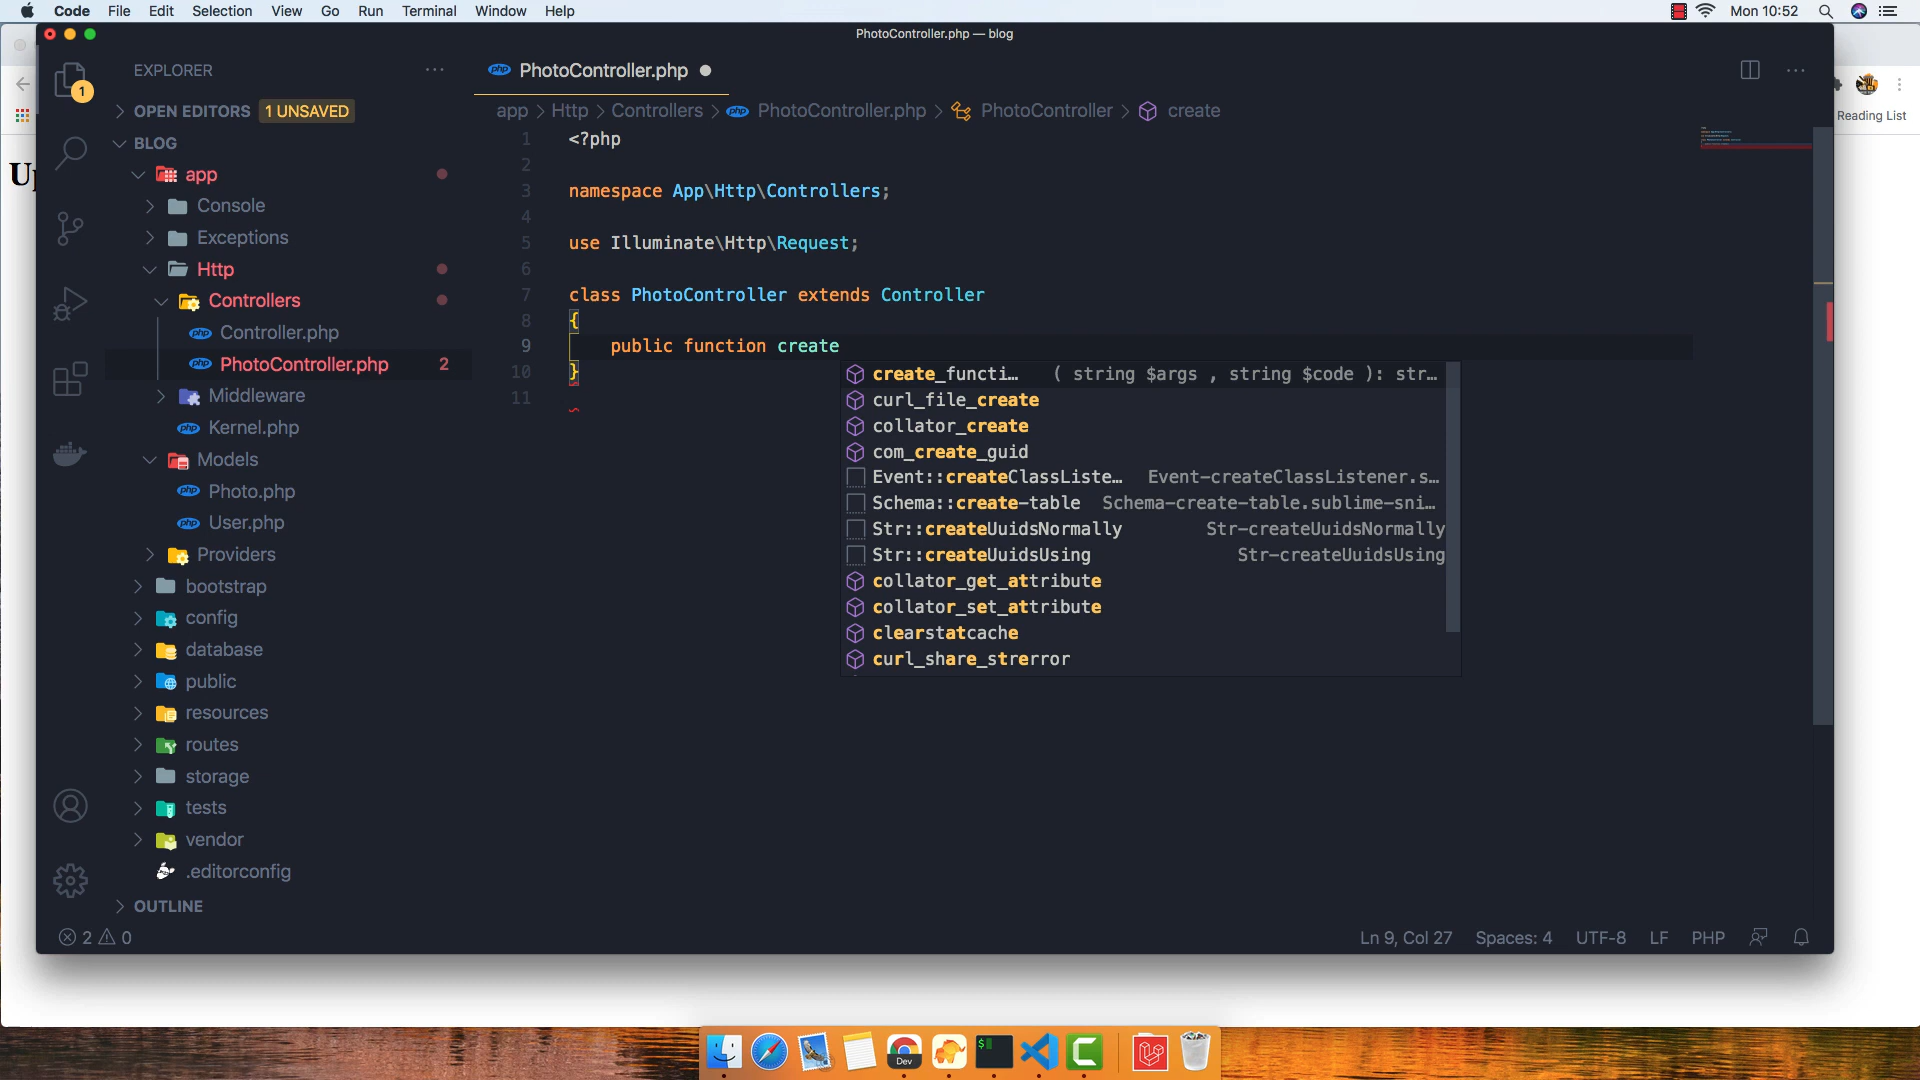 Code File Edit Selection View Go Run Terminal Window Help Mon 10:52
PhotoController.php — blog
Reading List
1
EXPLORER
OPEN EDITORS 1 UNSAVED
BLOG
app
Console
Exceptions
Http
Controllers
Controller.php
PhotoController.php 2
Middleware
Kernel.php
Models
Photo.php
User.php
Providers
bootstrap
config
database
public
resources
routes
storage
tests
vendor
.editorconfig
OUTLINE
PhotoController.php
app > Http > Controllers > PhotoController.php > PhotoController > create
1 <?php
2
3 namespace App\Http\Controllers;
4
5 use Illuminate\Http\Request;
6
7 class PhotoController extends Controller
8 {
9 public function create
10 }
11
create_functi… ( string $args , string $code ): str…
curl_file_create
collator_create
com_create_guid
Event::createClassListe… Event-createClassListener.s…
Schema::create-table Schema-create-table.sublime-sni…
Str::createUuidsNormally Str-createUuidsNormally
Str::createUuidsUsing Str-createUuidsUsing
collator_get_attribute
collator_set_attribute
clearstatcache
curl_share_strerror
2 0
Ln 9, Col 27 Spaces: 4 UTF-8 LF PHP
Dev